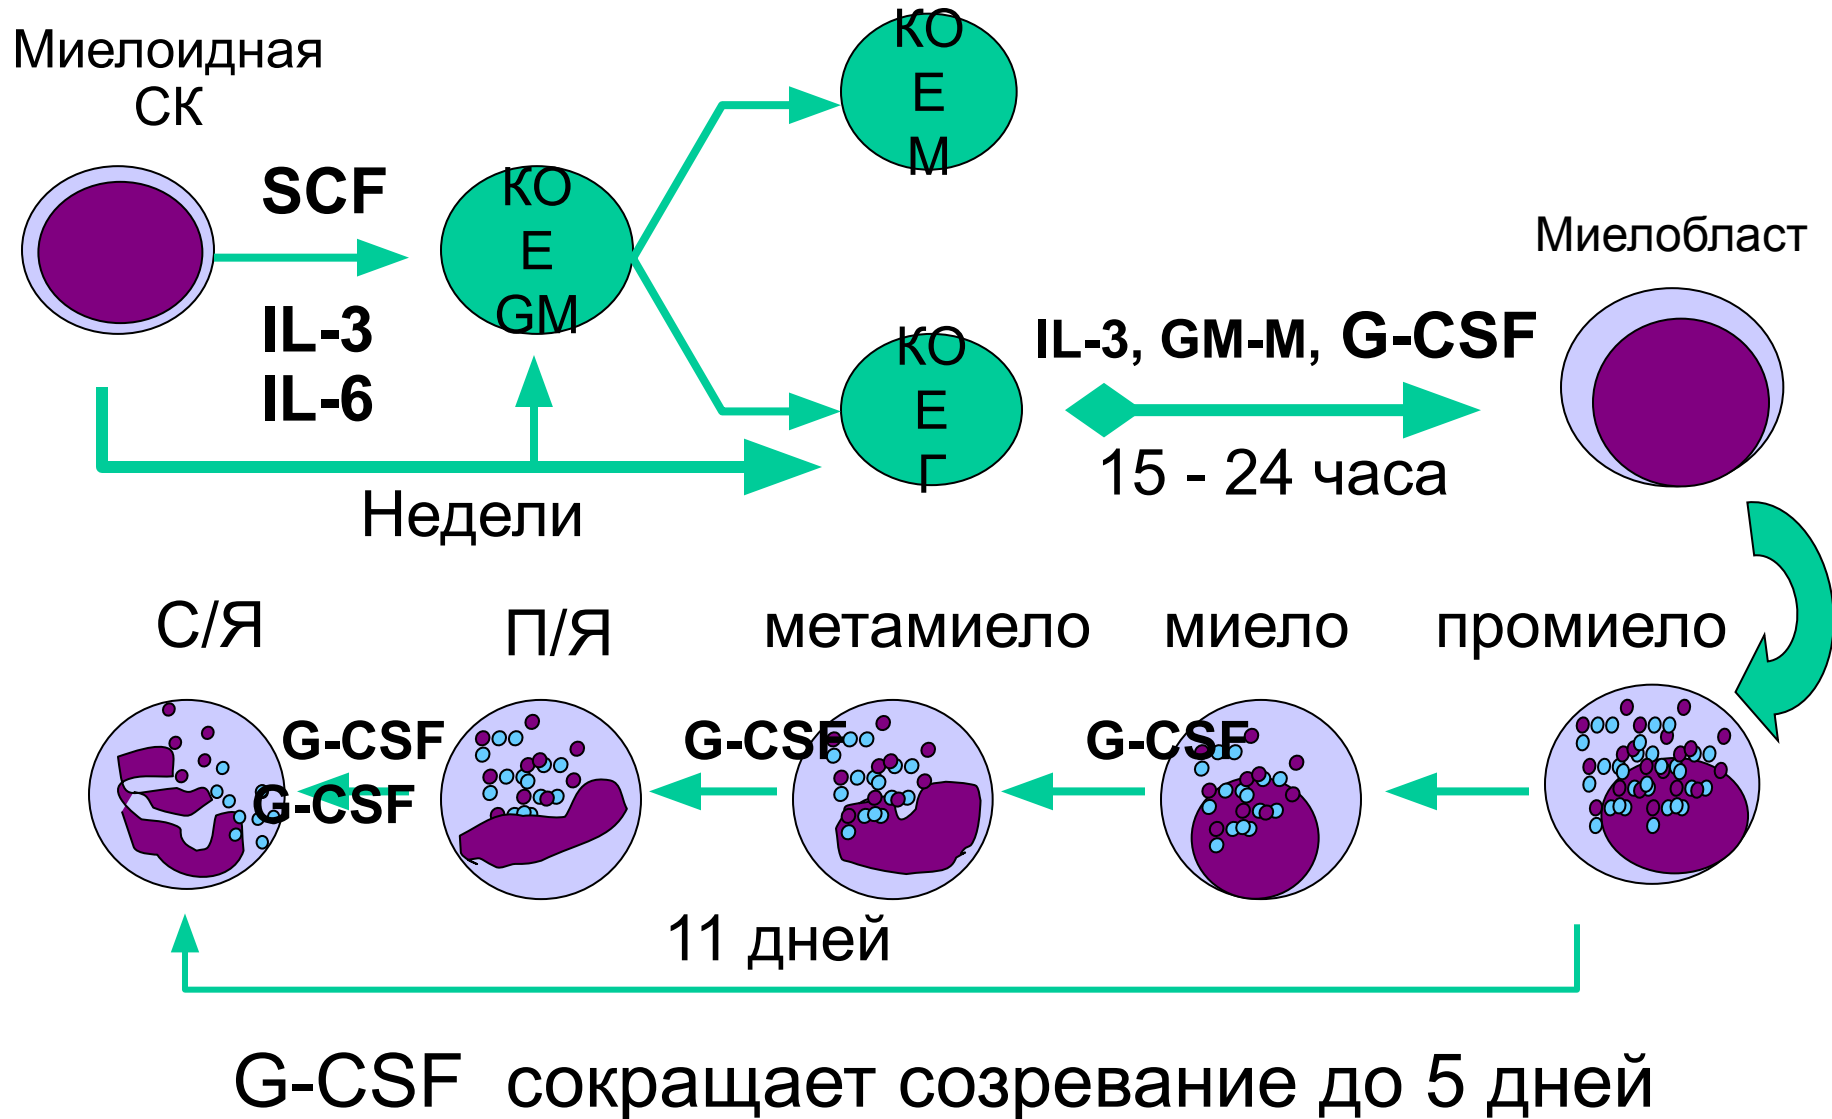 Миелоидная
СК
SCF
IL-3
IL-6
КО
Е
GM
КО
Е
М
КО
Е
Г
IL-3, GM-M, G-CSF
15 - 24 часа
Миелобласт
Недели
С/Я
П/Я
метамиело
миело
промиело
G-CSF
G-CSF
G-CSF
G-CSF
11 дней
G-CSF сокращает созревание до 5 дней